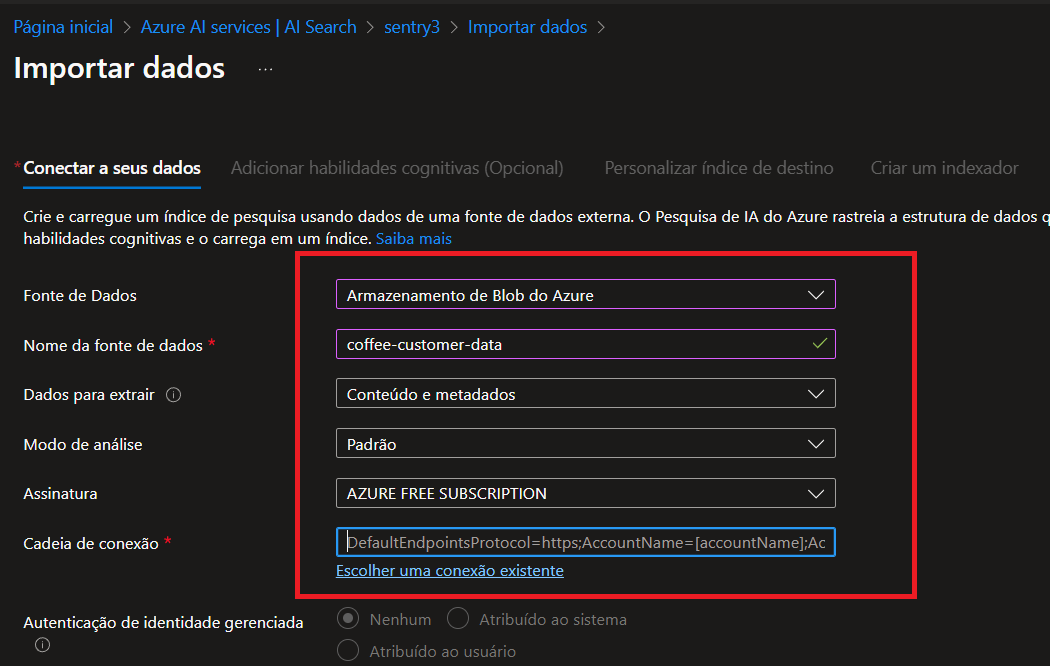 Página inicial > Azure AI services | AI Search > sentry3 > Importar dados >
Importar dados ...
* Conectar a seus dados Adicionar habilidades cognitivas (Opcional) Personalizar índice de destino Criar um indexador
Crie e carregue um índice de pesquisa usando dados de uma fonte de dados externa. O Pesquisa de IA do Azure rastreia a estrutura de dados q
habilidades cognitivas e o carrega em um índice. Saiba mais
Fonte de Dados Armazenamento de Blob do Azure
Nome da fonte de dados * coffee-customer-data
Dados para extrair Conteúdo e metadados
Modo de análise Padrão
Assinatura AZURE FREE SUBSCRIPTION
Cadeia de conexão * DefaultEndpointsProtocol=https;AccountName=[accountName];Ac
Escolher uma conexão existente
Autenticação de identidade gerenciada Nenhum Atribuído ao sistema
Atribuído ao usuário